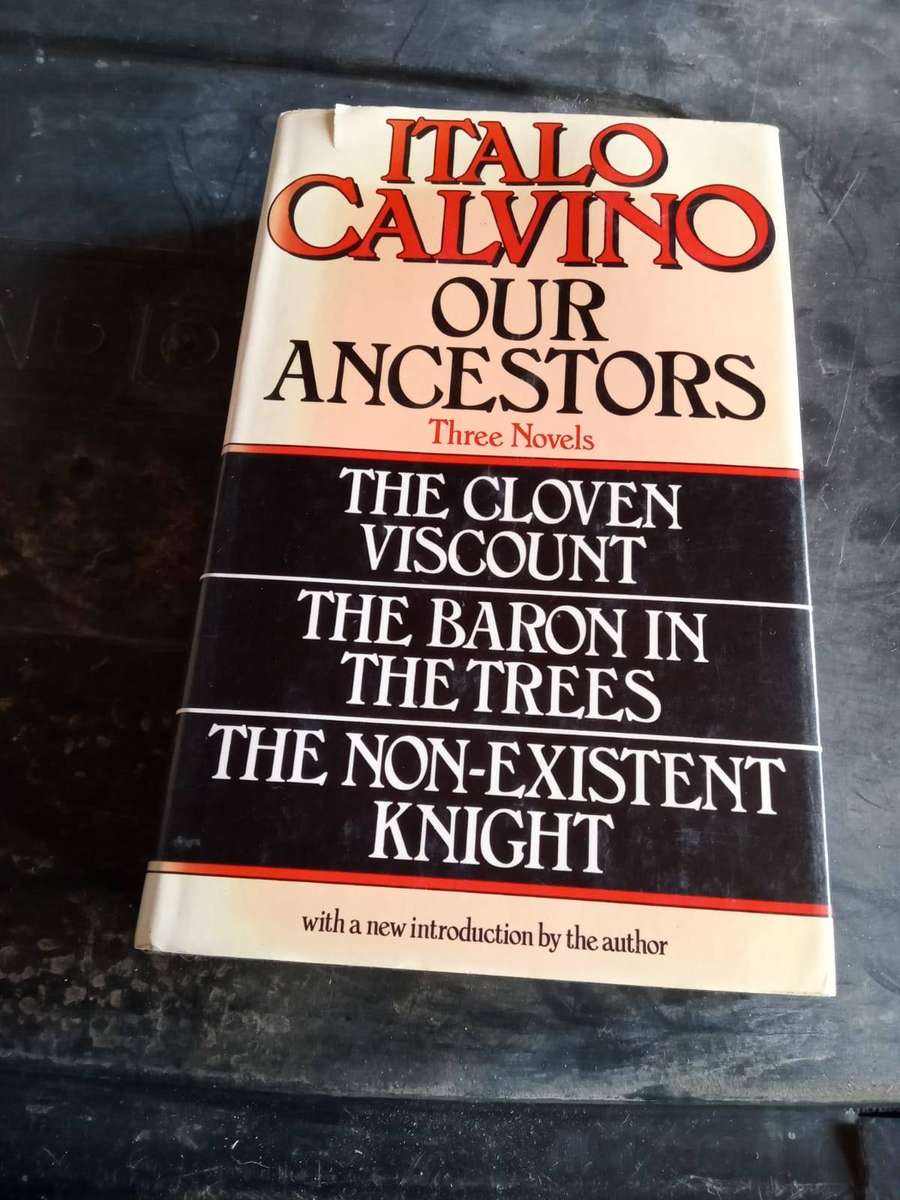 ITALO
CALVINO
OUR
ANCESTORS
Three Novels
THE CLOVEN
VISCOUNT
THE BARON IN
THE TREES
THE NON-EXISTENT
KNIGHT
with a new introduction by the author